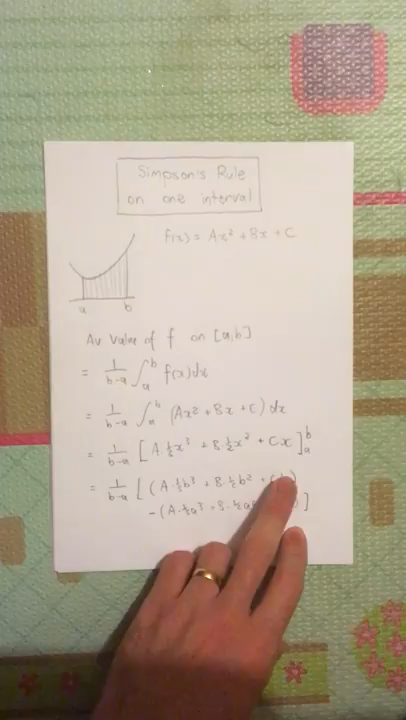 Simpson's Rule
on one interval
f(x) = Ax² + Bx + C
a b
Av Value of f on [a,b]
= 1/(b-a) ∫ₐᵇ f(x)dx
= 1/(b-a) ∫ₐᵇ (Ax² + Bx + C) dx
= 1/(b-a) [A·⅓x³ + B·½x² + Cx]ₐᵇ
= 1/(b-a) [(A·⅓b³ + B·½b² +
-(A·⅓a³ + B·½a² ]